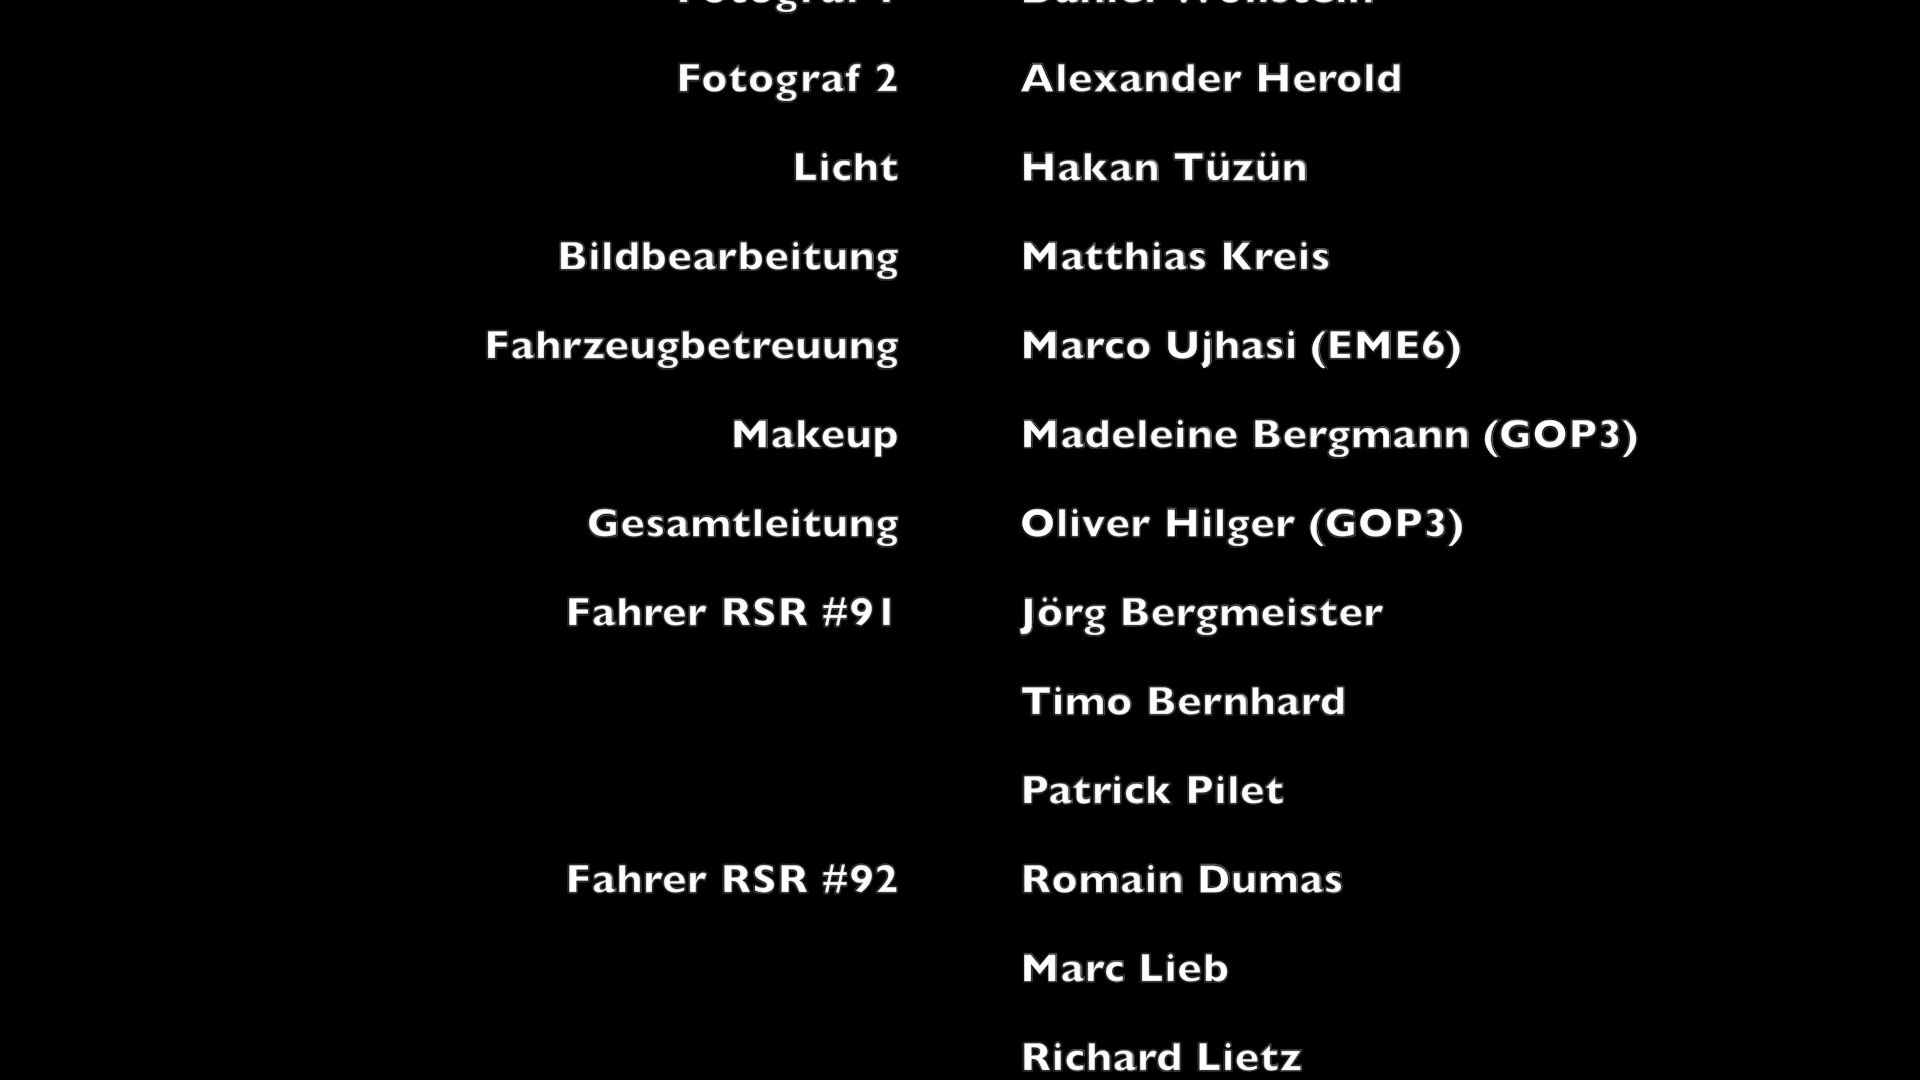 Fotograf 2 Alexander Herold
Licht Hakan Tüzün
Bildbearbeitung Matthias Kreis
Fahrzeugbetreuung Marco Ujhasi (EME6)
Makeup Madeleine Bergmann (GOP3)
Gesamtleitung Oliver Hilger (GOP3)
Fahrer RSR #91 Jörg Bergmeister
Timo Bernhard
Patrick Pilet
Fahrer RSR #92 Romain Dumas
Marc Lieb
Richard Lietz